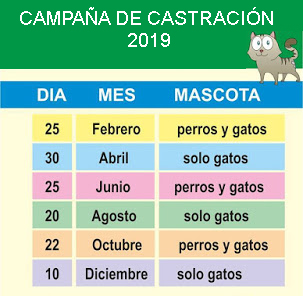 CAMPAÑA DE CASTRACIÓN
2019
DIA MES MASCOTA
25 Febrero perros y gatos
30 Abril solo gatos
25 Junio perros y gatos
20 Agosto solo gatos
22 Octubre perros y gatos
10 Diciembre solo gatos